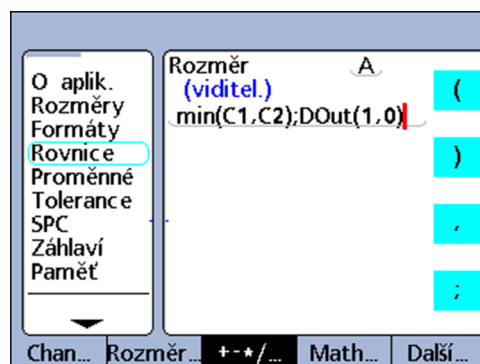 O aplik.
Rozměry
Formáty
Rovnice
Proměnné
Tolerance
SPC
Záhlaví
Paměť
Rozměr A
(viditel.)
min(C1,C2);DOut(1,0)
(
)
,
;
Chan... Rozměr... +-*/... Math... Další...